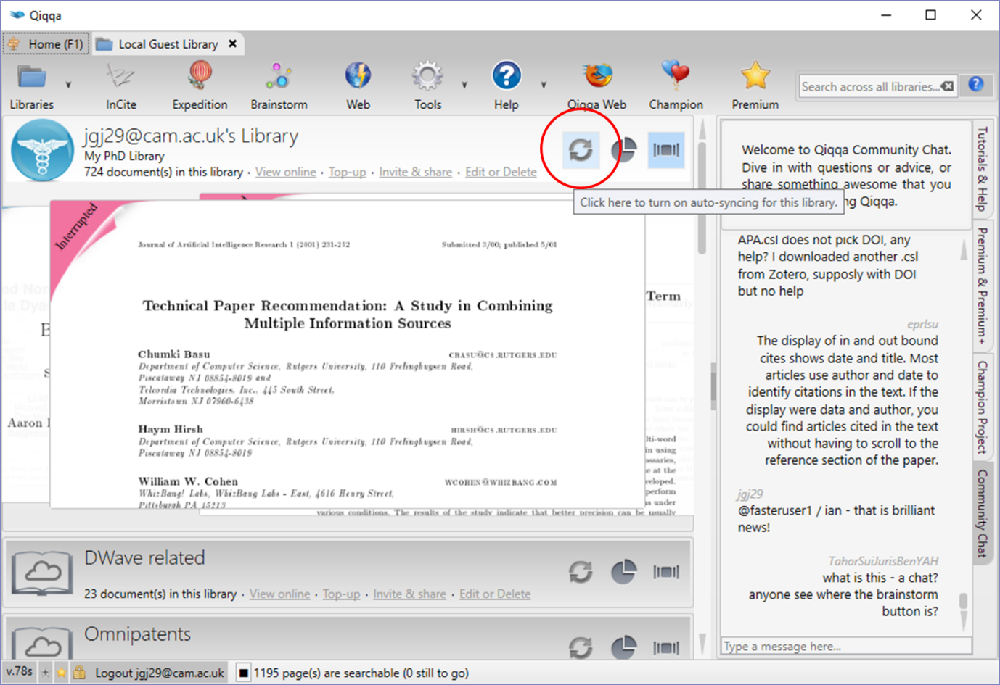 Qiqqa
Home (F1)
Local Guest Library
Libraries
InCite
Expedition
Brainstorm
Web
Tools
Help
Qiqqa Web
Champion
Premium
Search across all libraries...
jgj29@cam.ac.uk's Library
My PhD Library
724 document(s) in this library · View online · Top-up · Invite & share · Edit or Delete
Click here to turn on auto-syncing for this library.
Interrupted
Journal of Artificial Intelligence Research 1 (2001) 231-252
Submitted 3/00; published 5/01
Technical Paper Recommendation: A Study in Combining
Multiple Information Sources
Chumki Basu
CBASU@CS.RUTGERS.EDU
Department of Computer Science, Rutgers University, 110 Frelinghuysen Road,
Piscataway NJ 08854-8019 and
Telcordia Technologies, Inc., 445 South Street,
Morristown NJ 07960-6438
Haym Hirsh
HIRSH@CS.RUTGERS.EDU
Department of Computer Science, Rutgers University, 110 Frelinghuysen Road,
Piscataway NJ 08854-8019
William W. Cohen
WCOHEN@WHIZBANG.COM
WhizBang! Labs, WhizBang Labs - East, 4616 Henry Street,
Pittsburgh PA 15213
Aaron
Term
lti-word
in using
ssaries,
e at the
veloped.
perform
s under
various conditions. The results of the study indicate that better precision can be usually
DWave related
23 document(s) in this library · View online · Top-up · Invite & share · Edit or Delete
Omnipatents
Welcome to Qiqqa Community Chat.
Dive in with questions or advice, or
share something awesome that you
ng Qiqqa.
APA.csl does not pick DOI, any
help? I downloaded another .csl
from Zotero, supposly with DOI
but no help
eprlsu
The display of in and out bound
cites shows date and title. Most
articles use author and date to
identify citations in the text. If the
display were data and author, you
could find articles cited in the text
without having to scroll to the
reference section of the paper.
jgj29
@fasteruser1 / ian - that is brilliant
news!
TahorSuiJurisBenYAH
what is this - a chat?
anyone see where the brainstorm
button is?
Type a message here...
Tutorials & Help
Premium & Premium+
Champion Project
Community Chat
v.78s
Logout jgj29@cam.ac.uk
1195 page(s) are searchable (0 still to go)